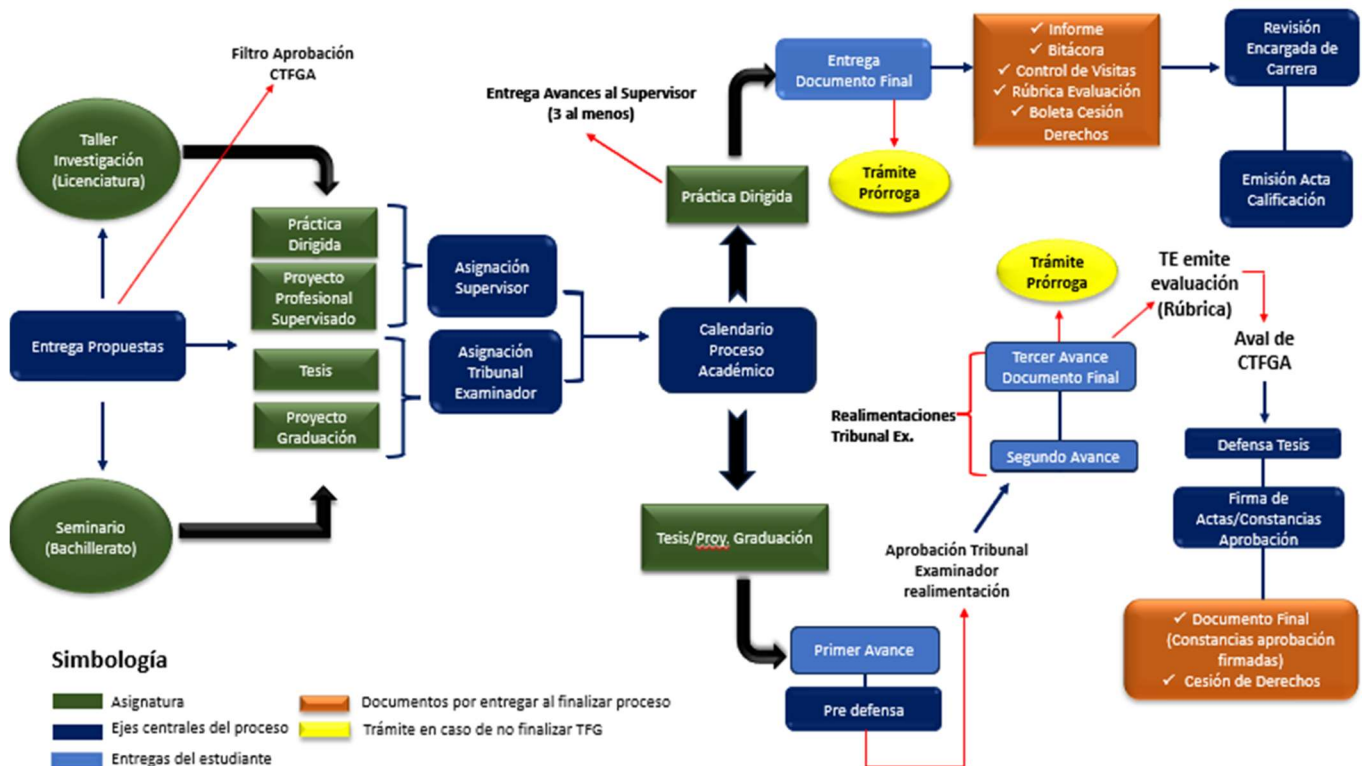 Filtro Aprobación
CTFGA
Taller
Investigación
(Licenciatura)
Entrega Propuestas
Seminario
(Bachillerato)
Práctica
Dirigida
Proyecto
Profesional
Supervisado
Tesis
Proyecto
Graduación
Asignación
Supervisor
Asignación
Tribunal
Examinador
Calendario
Proceso
Académico
Entrega Avances al Supervisor
(3 al menos)
Práctica Dirigida
Entrega
Documento Final
Trámite
Prórroga
✓ Informe
✓ Bitácora
✓ Control de Visitas
✓ Rúbrica Evaluación
✓ Boleta Cesión
Derechos
Revisión
Encargada de
Carrera
Emisión Acta
Calificación
Tesis/Proy. Graduación
Primer Avance
Pre defensa
Aprobación Tribunal
Examinador
realimentación
Realimentaciones
Tribunal Ex.
Segundo Avance
Tercer Avance
Documento Final
Trámite
Prórroga
TE emite
evaluación
(Rúbrica)
Aval de
CTFGA
Defensa Tesis
Firma de
Actas/Constancias
Aprobación
✓ Documento Final
(Constancias aprobación
firmadas)
✓ Cesión de Derechos
Simbología
Asignatura
Ejes centrales del proceso
Entregas del estudiante
Documentos por entregar al finalizar proceso
Trámite en caso de no finalizar TFG